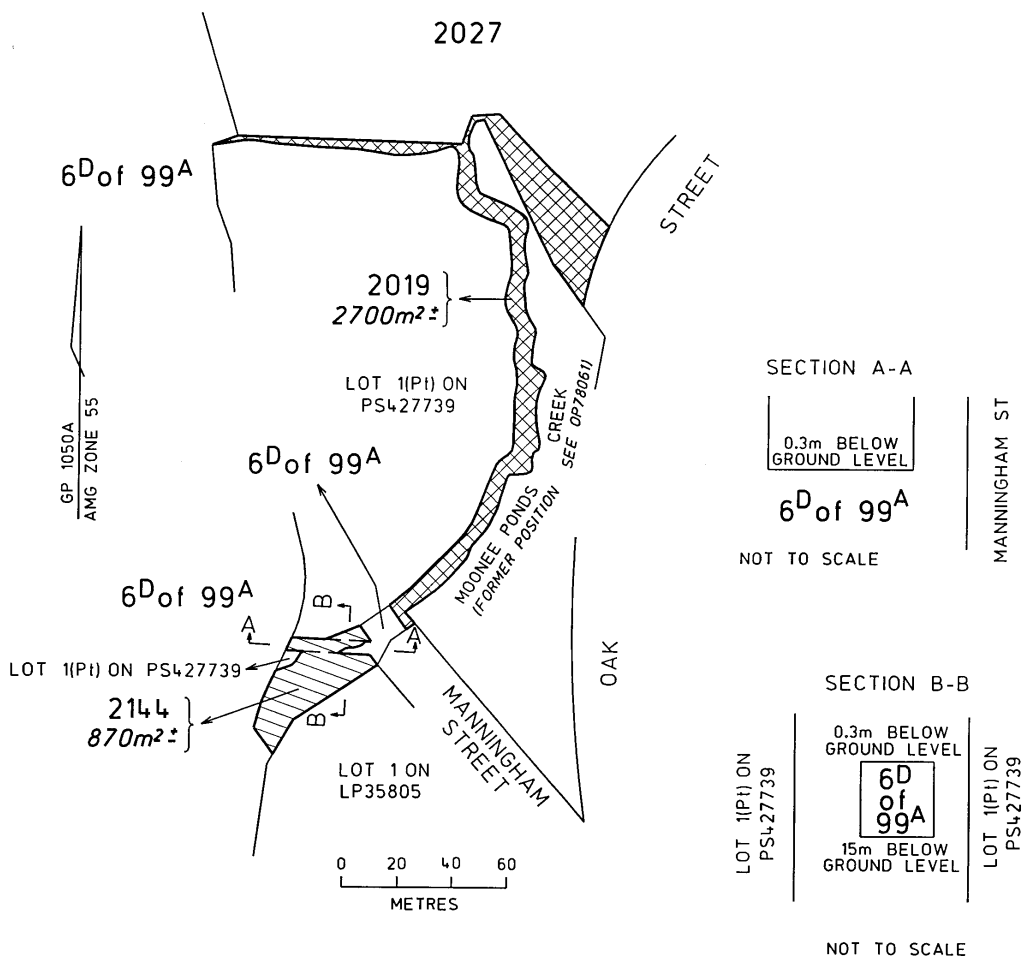 2027
6D of 99A
STREET
2019
2700m² ±
LOT 1(Pt) ON
PS427739
GP 1050A
AMG ZONE 55
6D of 99A
MOONEE PONDS CREEK
(FORMER POSITION SEE OP78061)
6D of 99A
B
A
A
LOT 1(Pt) ON PS427739
2144
870m² ±
B
MANNINGHAM
STREET
OAK
LOT 1 ON
LP35805
0 20 40 60
METRES
SECTION A-A
0.3m BELOW
GROUND LEVEL
6D of 99A
MANNINGHAM ST
NOT TO SCALE
SECTION B-B
0.3m BELOW
GROUND LEVEL
LOT 1(Pt) ON
PS427739
6D
of
99A
15m BELOW
GROUND LEVEL
LOT 1(Pt) ON
PS427739
NOT TO SCALE